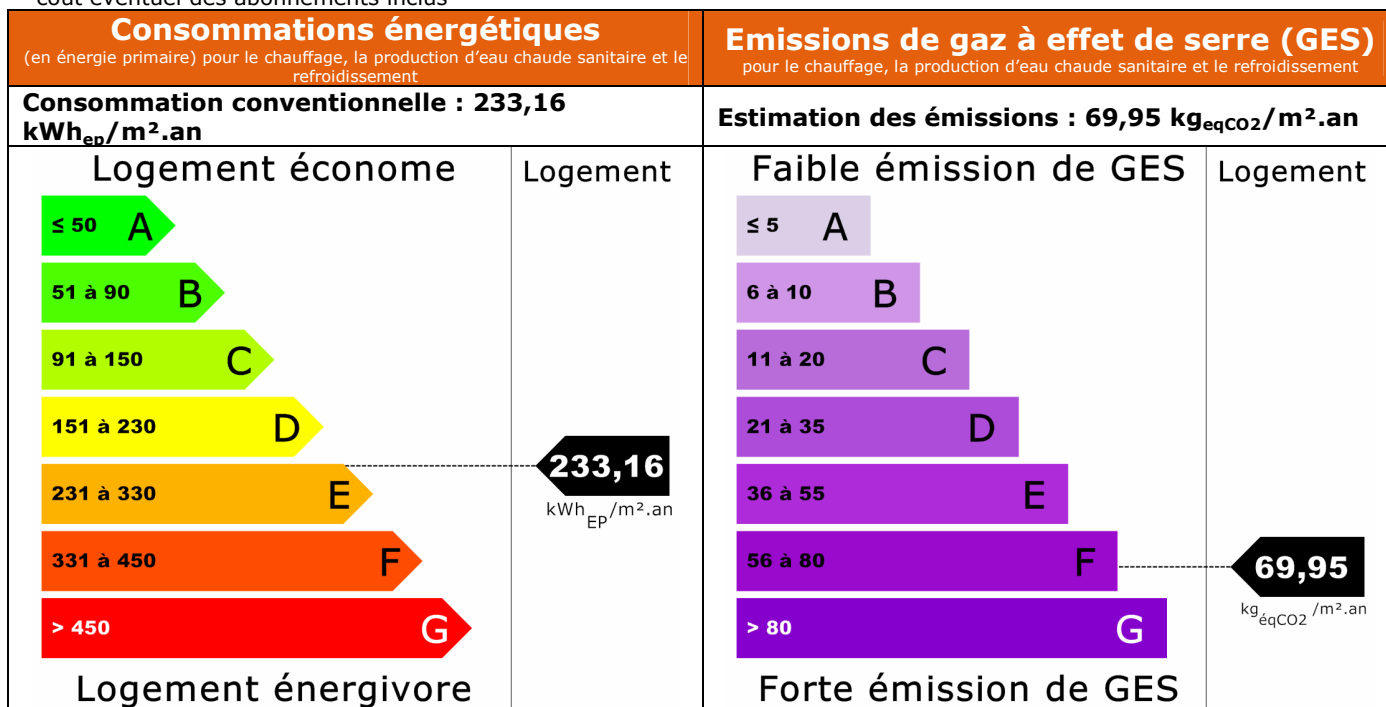 coût éventuel des abonnements inclus
Consommations énergétiques
(en énergie primaire) pour le chauffage, la production d'eau chaude sanitaire et le
refroidissement
Consommation conventionnelle : 233,16
kWhep/m².an
Logement économe
Logement
≤ 50 A
51 à 90 B
91 à 150 C
151 à 230 D
231 à 330 E
331 à 450 F
> 450 G
233,16
kWhEP/m².an
Logement énergivore
Emissions de gaz à effet de serre (GES)
pour le chauffage, la production d'eau chaude sanitaire et le refroidissement
Estimation des émissions : 69,95 kgeqCO2/m².an
Faible émission de GES
Logement
≤ 5 A
6 à 10 B
11 à 20 C
21 à 35 D
36 à 55 E
56 à 80 F
> 80 G
69,95
kgéqCO2/m².an
Forte émission de GES